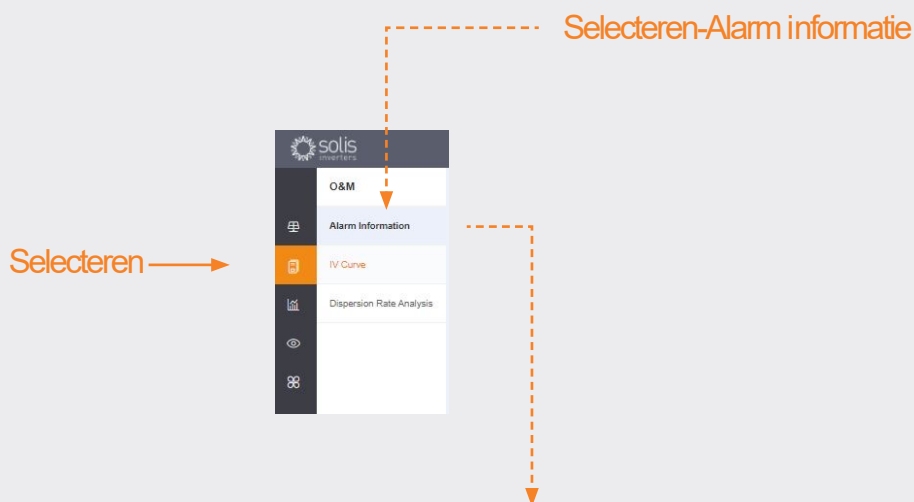 Selecteren-Alarm informatie
solis
inverters
O&M
Alarm Information
Selecteren
IV Curve
Dispersion Rate Analysis